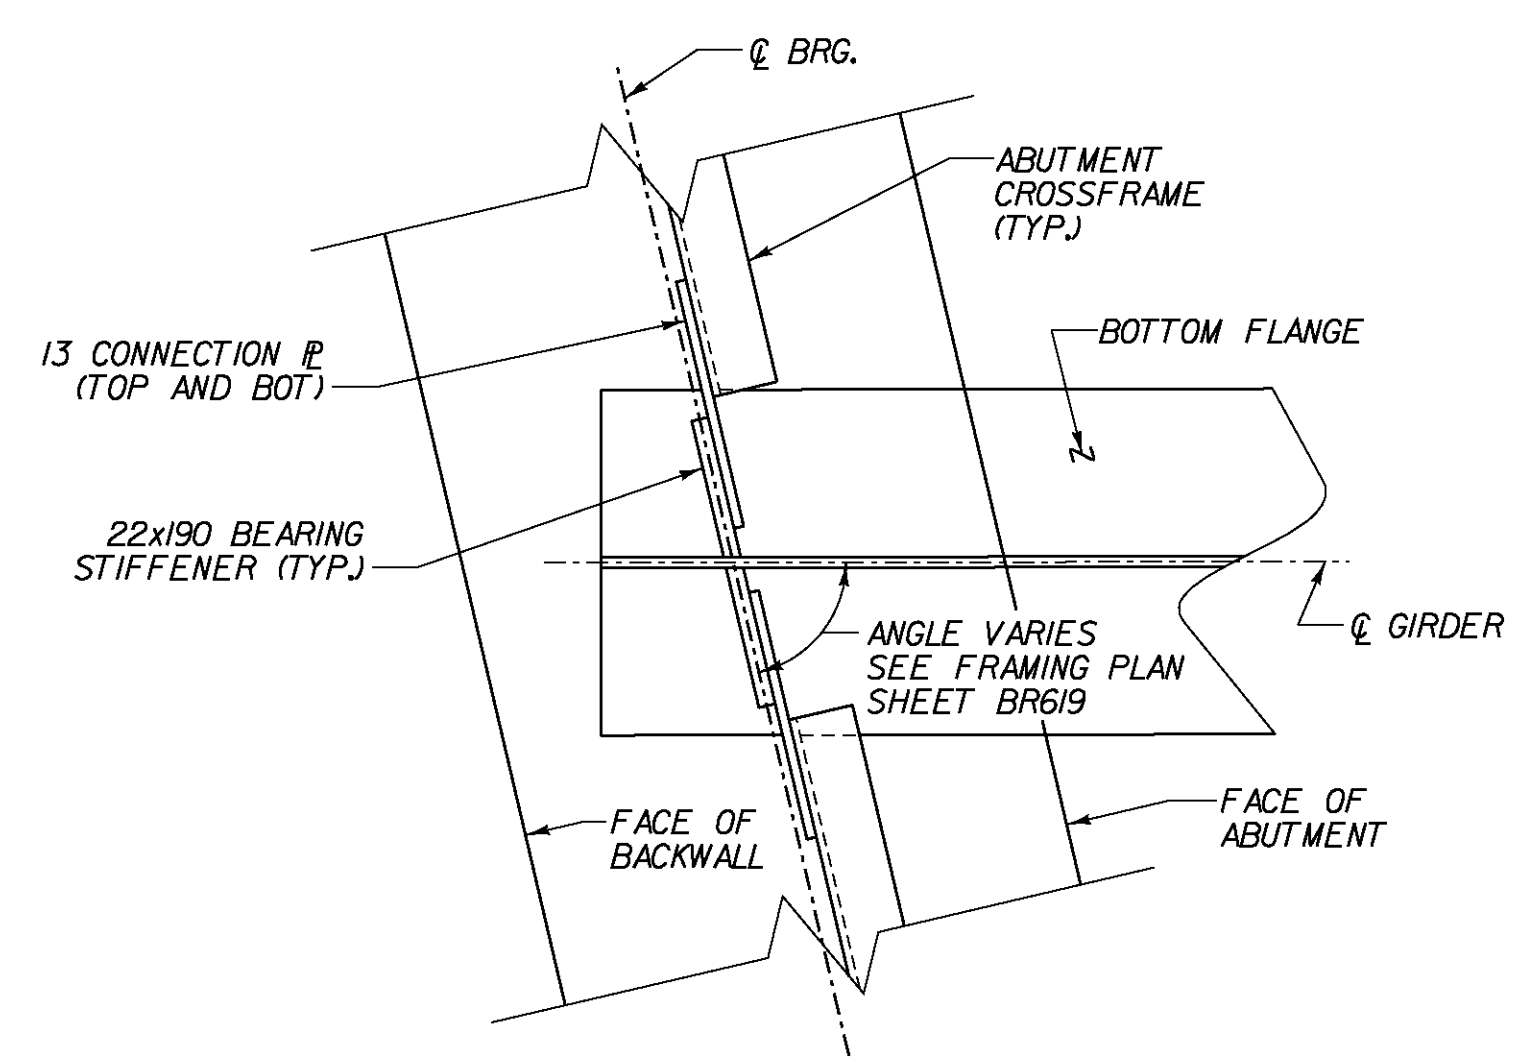 ℄ BRG.
ABUTMENT
CROSSFRAME
(TYP.)
BOTTOM FLANGE
13 CONNECTION ⅊
(TOP AND BOT)
22x190 BEARING
STIFFENER (TYP.)
℄ GIRDER
ANGLE VARIES
SEE FRAMING PLAN
SHEET BR619
FACE OF
BACKWALL
FACE OF
ABUTMENT